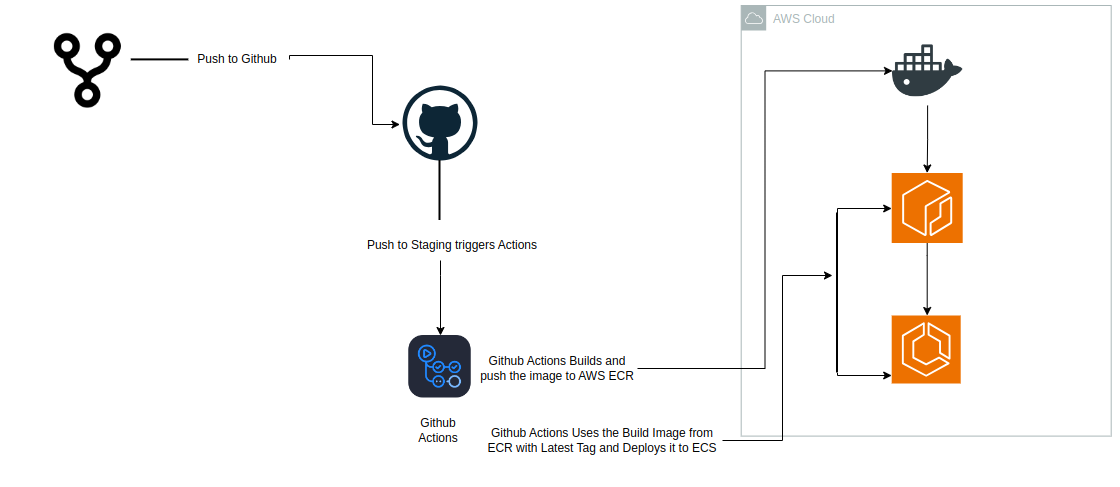 AWS Cloud
Push to Github
Push to Staging triggers Actions
Github Actions Builds and
push the image to AWS ECR
Github
Actions
Github Actions Uses the Build Image from
ECR with Latest Tag and Deploys it to ECS